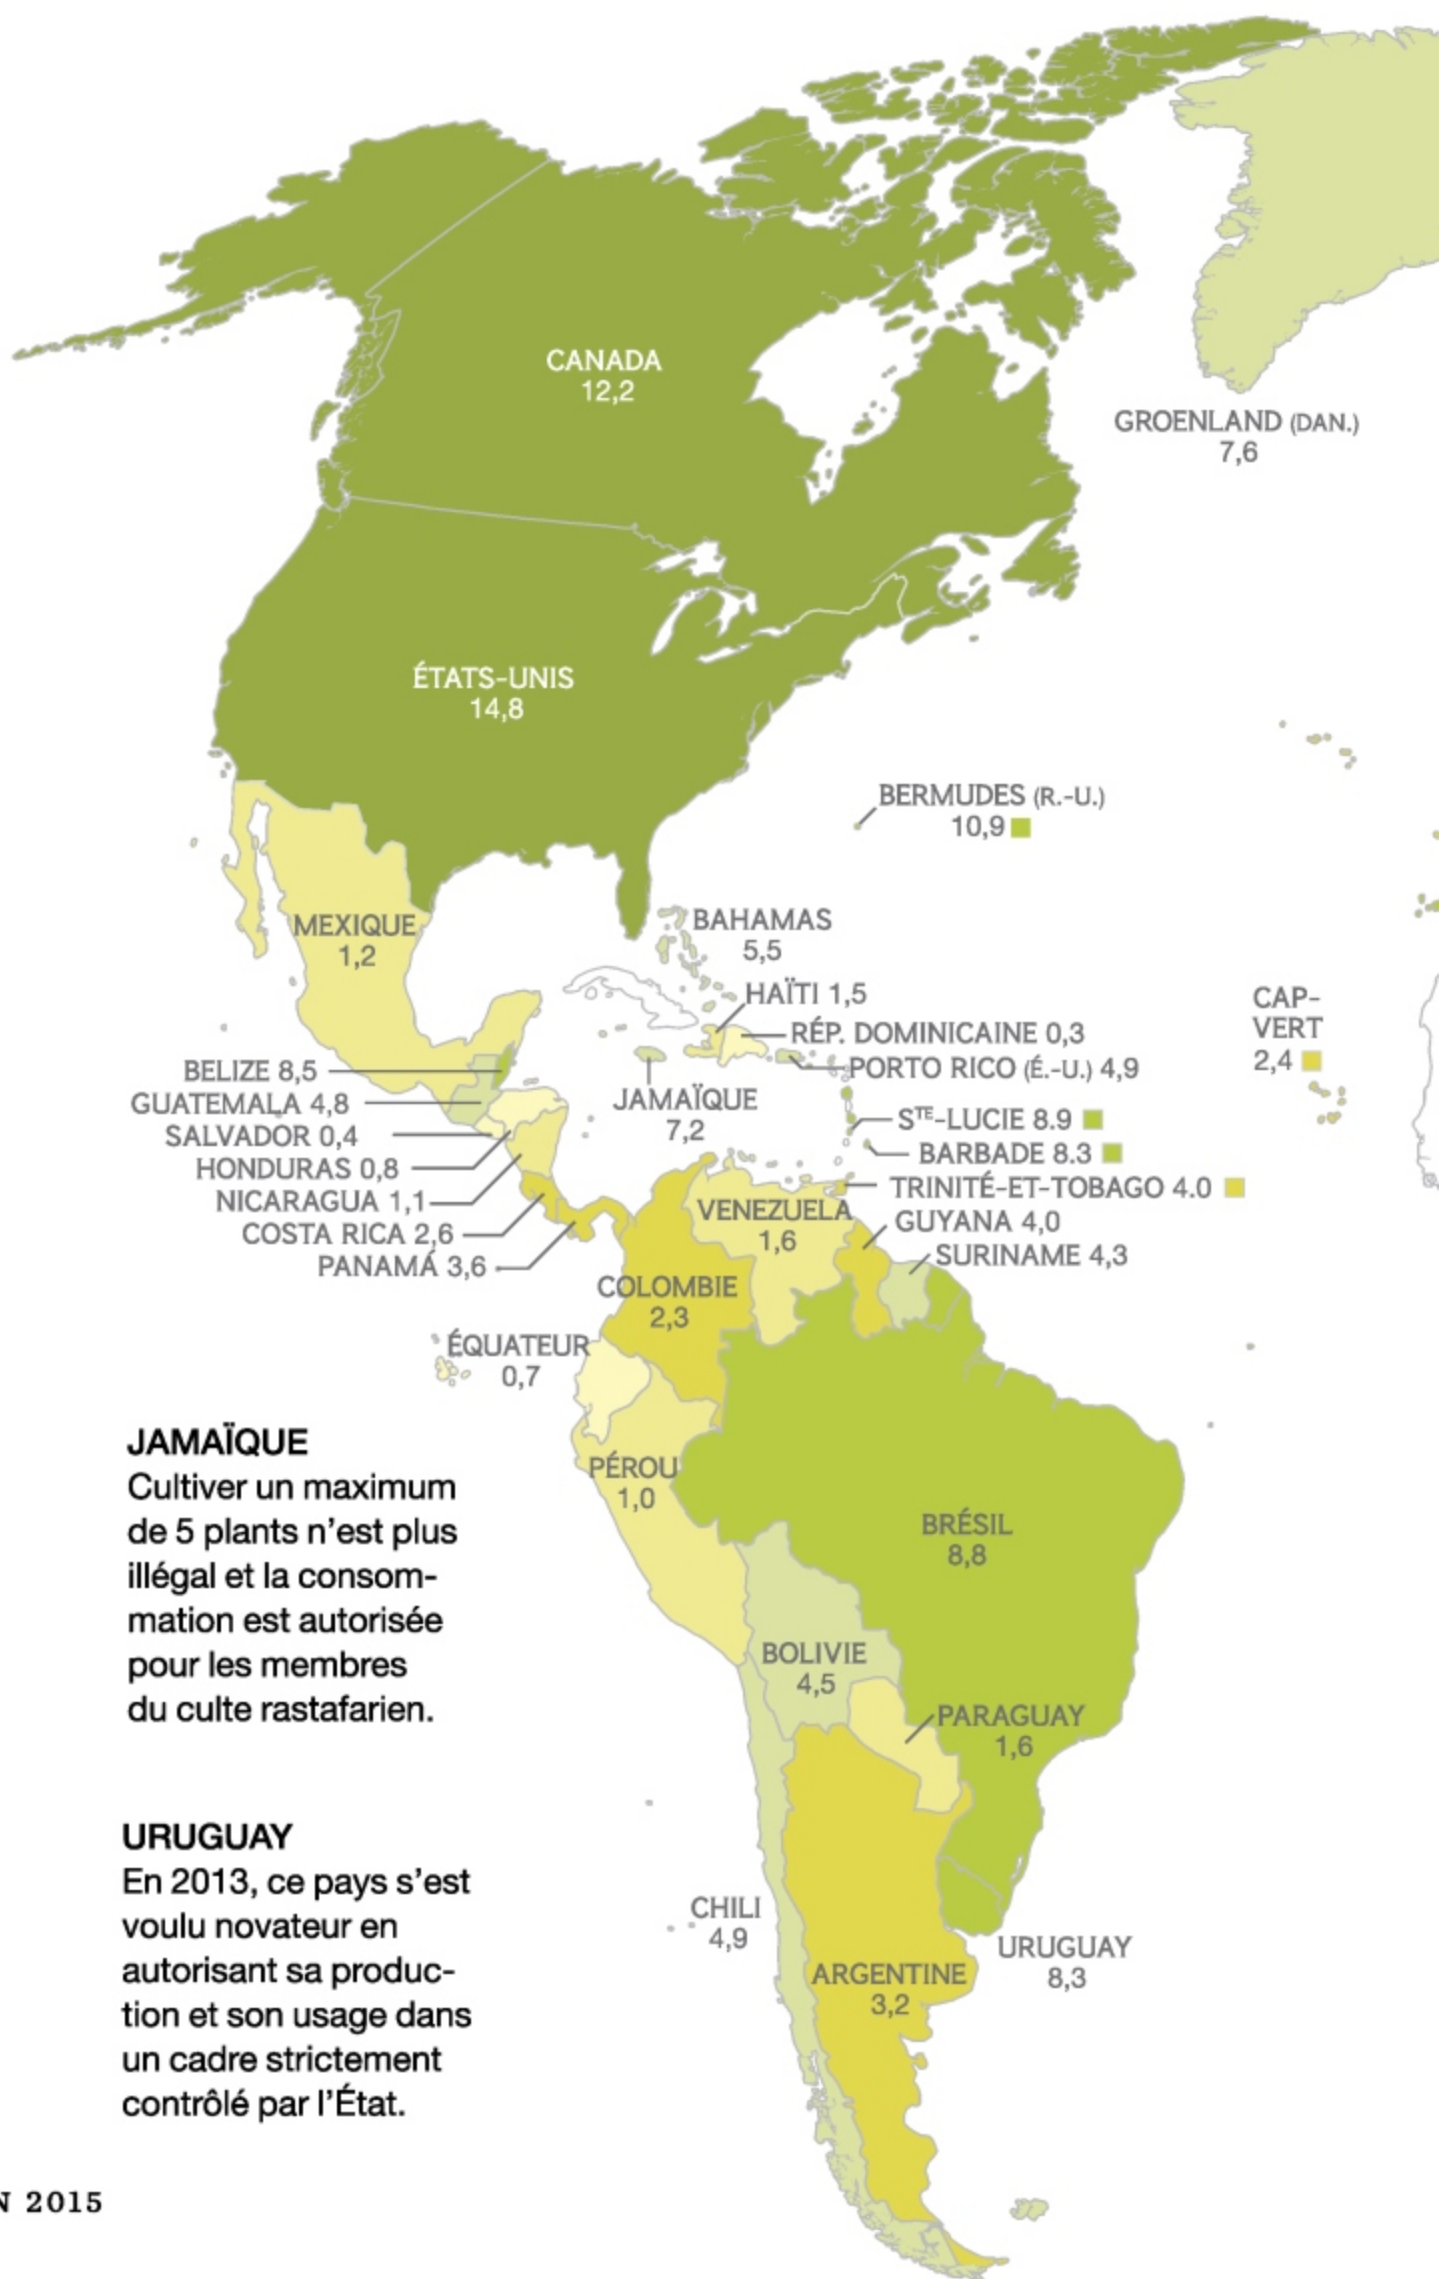 CANADA
12,2
GROENLAND (DAN.)
7,6
ÉTATS-UNIS
14,8
BERMUDES (R.-U.)
10,9
MEXIQUE
1,2
BAHAMAS
5,5
HAÏTI 1,5
RÉP. DOMINICAINE 0,3
PORTO RICO (É.-U.) 4,9
JAMAÏQUE
7,2
CAP-
VERT
2,4
BELIZE 8,5
GUATEMALA 4,8
SALVADOR 0,4
HONDURAS 0,8
NICARAGUA 1,1
COSTA RICA 2,6
PANAMÁ 3,6
STE-LUCIE 8.9
BARBADE 8.3
TRINITÉ-ET-TOBAGO 4.0
VENEZUELA
1,6
GUYANA 4,0
SURINAME 4,3
COLOMBIE
2,3
ÉQUATEUR
0,7
PÉROU
1,0
BRÉSIL
8,8
BOLIVIE
4,5
PARAGUAY
1,6
CHILI
4,9
ARGENTINE
3,2
URUGUAY
8,3
JAMAÏQUE
Cultiver un maximum
de 5 plants n’est plus
illégal et la consom-
mation est autorisée
pour les membres
du culte rastafarien.
URUGUAY
En 2013, ce pays s’est
voulu novateur en
autorisant sa produc-
tion et son usage dans
un cadre strictement
contrôlé par l’État.
N 2015